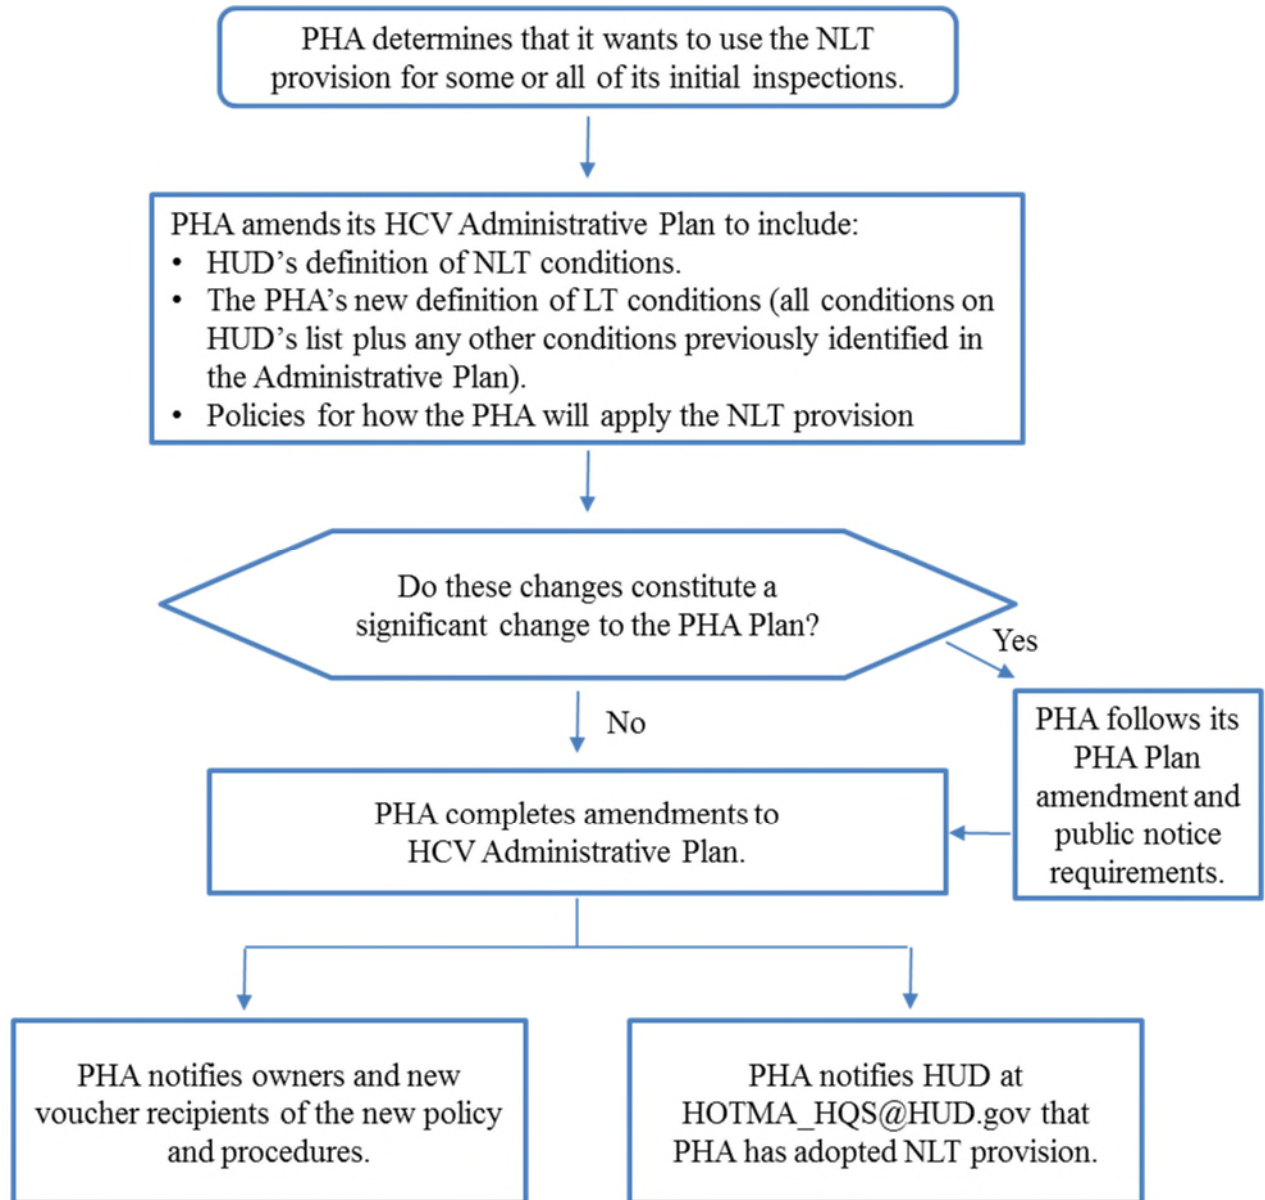 PHA determines that it wants to use the NLT
provision for some or all of its initial inspections.
PHA amends its HCV Administrative Plan to include:
• HUD's definition of NLT conditions.
• The PHA's new definition of LT conditions (all conditions on
HUD's list plus any other conditions previously identified in
the Administrative Plan).
• Policies for how the PHA will apply the NLT provision
Do these changes constitute a
significant change to the PHA Plan?
Yes
No
PHA follows its
PHA Plan
amendment and
public notice
requirements.
PHA completes amendments to
HCV Administrative Plan.
PHA notifies owners and new
voucher recipients of the new policy
and procedures.
PHA notifies HUD at
HOTMA_HQS@HUD.gov that
PHA has adopted NLT provision.